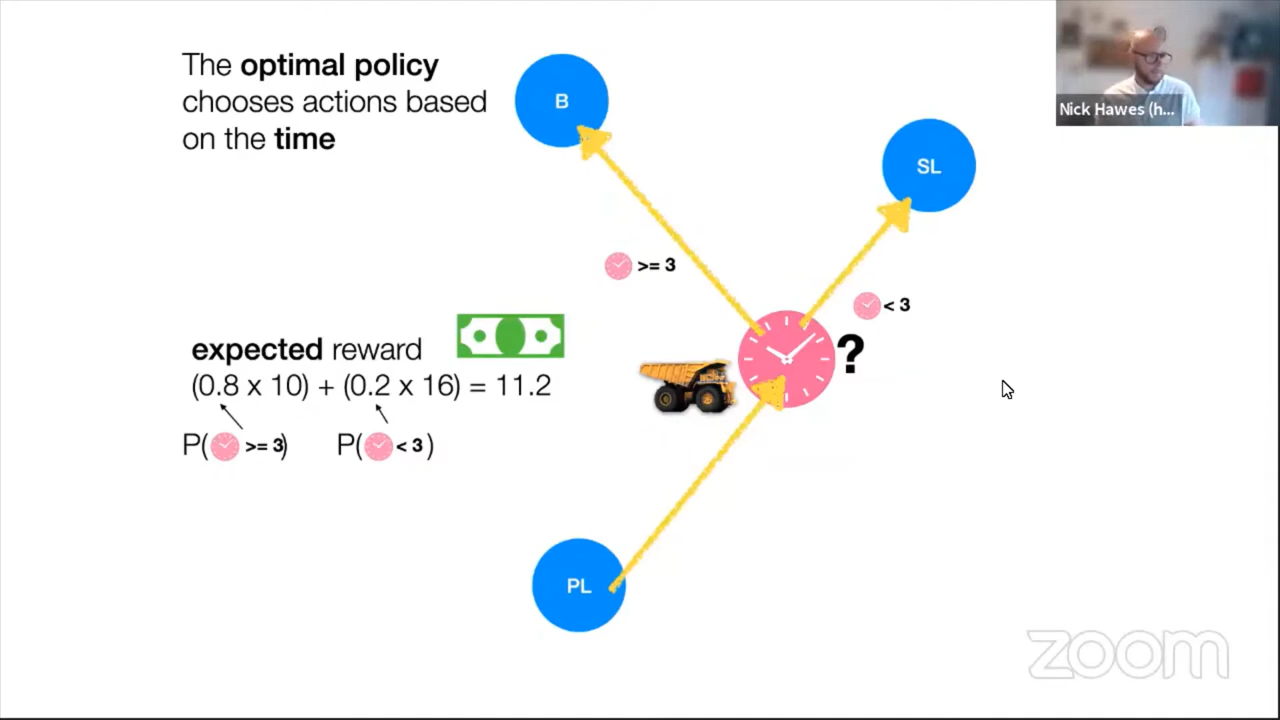 The optimal policy
chooses actions based
on the time
B
SL
Nick Hawes (h...
>= 3
< 3
?
expected reward
(0.8 x 10) + (0.2 x 16) = 11.2
P( >= 3) P( < 3 )
PL
zoom